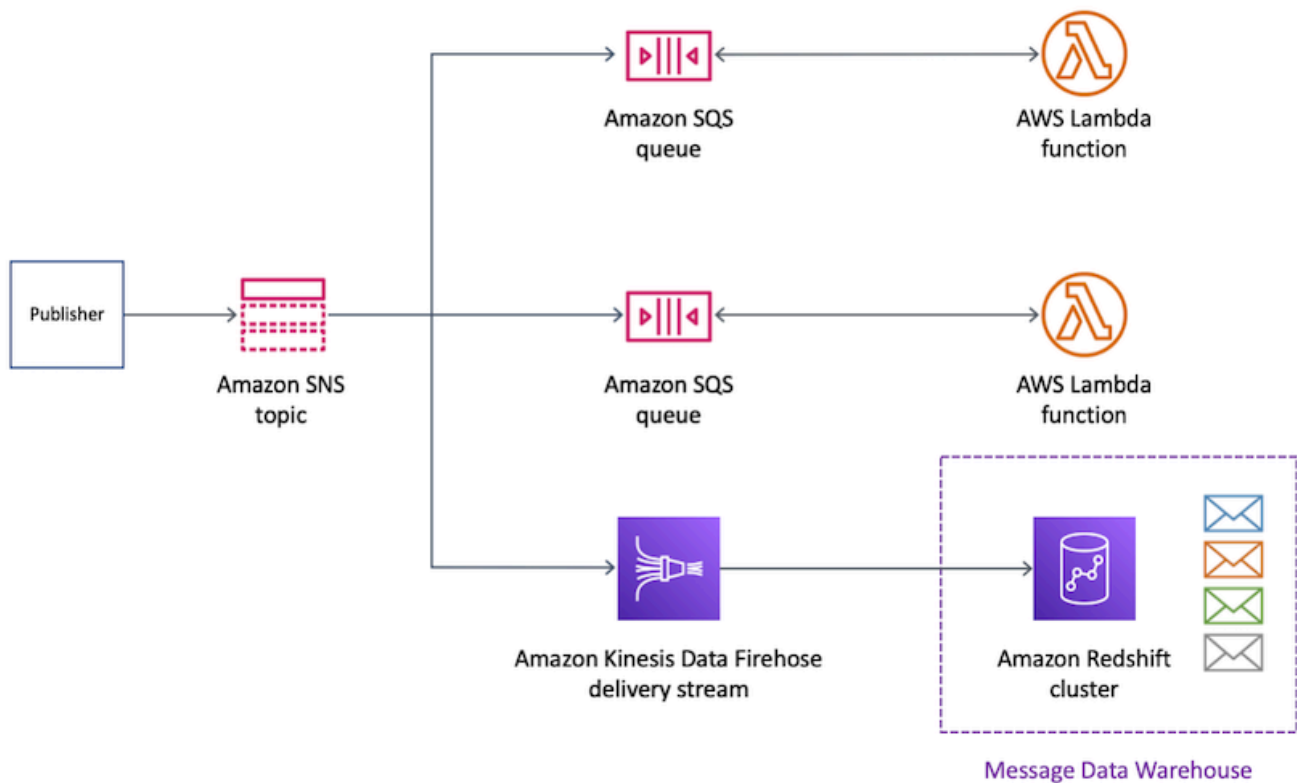 Amazon SQS
queue
AWS Lambda
function
Publisher
Amazon SNS
topic
Amazon SQS
queue
AWS Lambda
function
Amazon Kinesis Data Firehose
delivery stream
Amazon Redshift
cluster
Message Data Warehouse